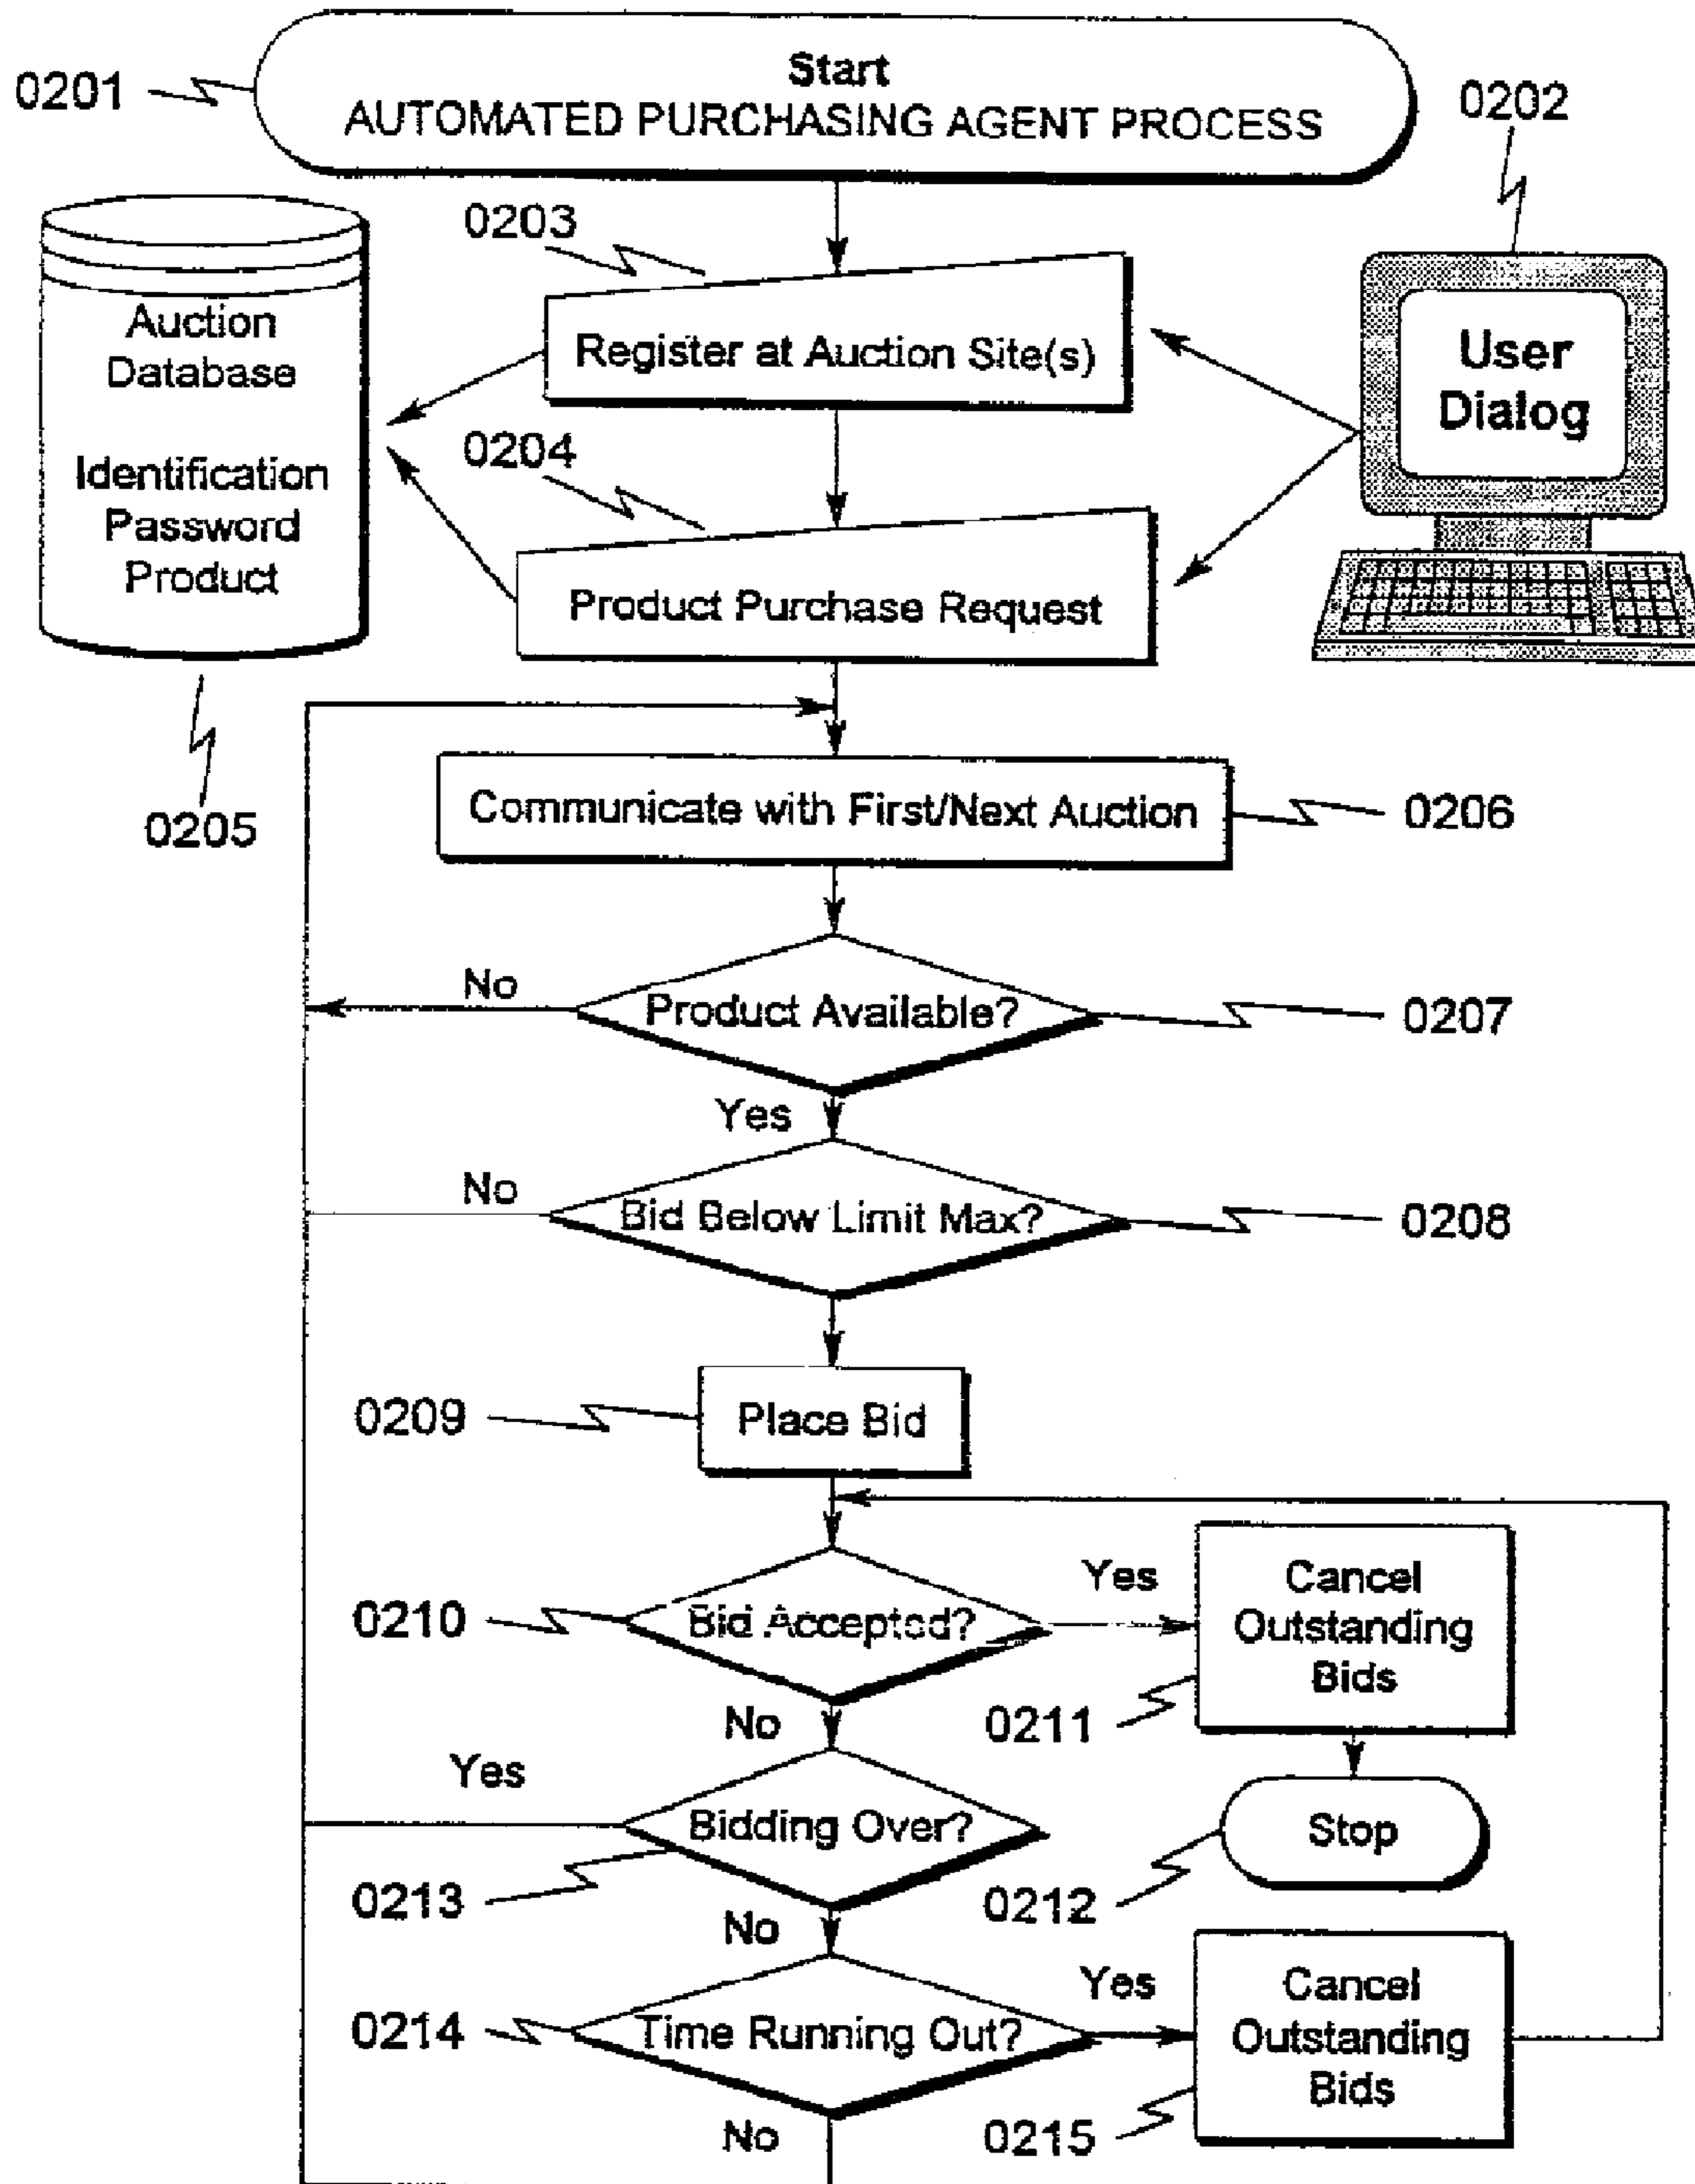 Start
AUTOMATED PURCHASING AGENT PROCESS
0201
0202
0203
Auction
Database
Identification
Password
Product
Register at Auction Site(s)
User
Dialog
0204
Product Purchase Request
0205
Communicate with First/Next Auction
0206
No
Product Available?
0207
Yes
No
Bid Below Limit Max?
0208
0209
Place Bid
0210
Bid Accepted?
Yes
Cancel
Outstanding
Bids
0211
No
Yes
Bidding Over?
Stop
0213
0212
No
0214
Time Running Out?
Yes
Cancel
Outstanding
Bids
0215
No